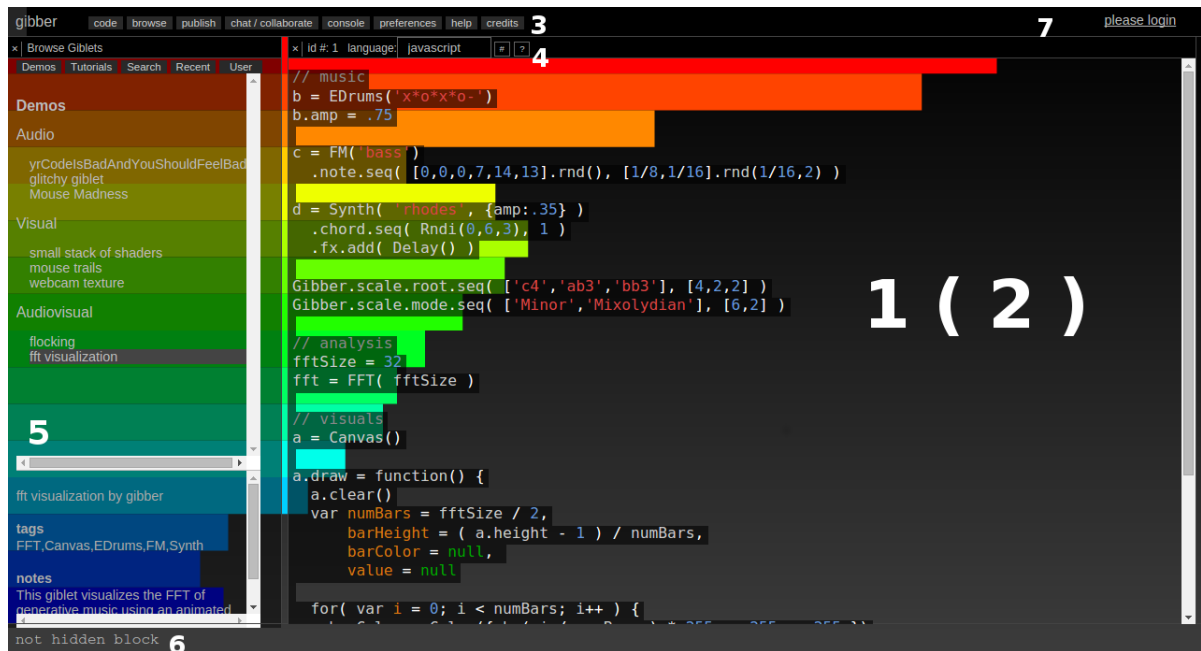 gibber code browse publish chat / collaborate console preferences help credits 3 7 please login
× Browse Giblets
Demos Tutorials Search Recent User
Demos
Audio
yrCodeIsBadAndYouShouldFeelBad
glitchy giblet
Mouse Madness
Visual
small stack of shaders
mouse trails
webcam texture
Audiovisual
flocking
fft visualization
5
fft visualization by gibber
tags
FFT,Canvas,EDrums,FM,Synth
notes
This giblet visualizes the FFT of
generative music using an animated
× id #: 1 language: javascript # ? 4
// music
b = EDrums('x*o*x*o-')
b.amp = .75
c = FM('bass')
.note.seq( [0,0,0,7,14,13].rnd(), [1/8,1/16].rnd(1/16,2) )
d = Synth( 'rhodes', {amp:.35} )
.chord.seq( Rndi(0,6,3), 1 )
.fx.add( Delay() )
Gibber.scale.root.seq( ['c4','ab3','bb3'], [4,2,2] )
Gibber.scale.mode.seq( ['Minor','Mixolydian'], [6,2] )
1 ( 2 )
// analysis
fftSize = 32
fft = FFT( fftSize )
// visuals
a = Canvas()
a.draw = function() {
a.clear()
var numBars = fftSize / 2,
barHeight = ( a.height - 1 ) / numBars,
barColor = null,
value = null
for( var i = 0; i < numBars; i++ ) {
not hidden block 6